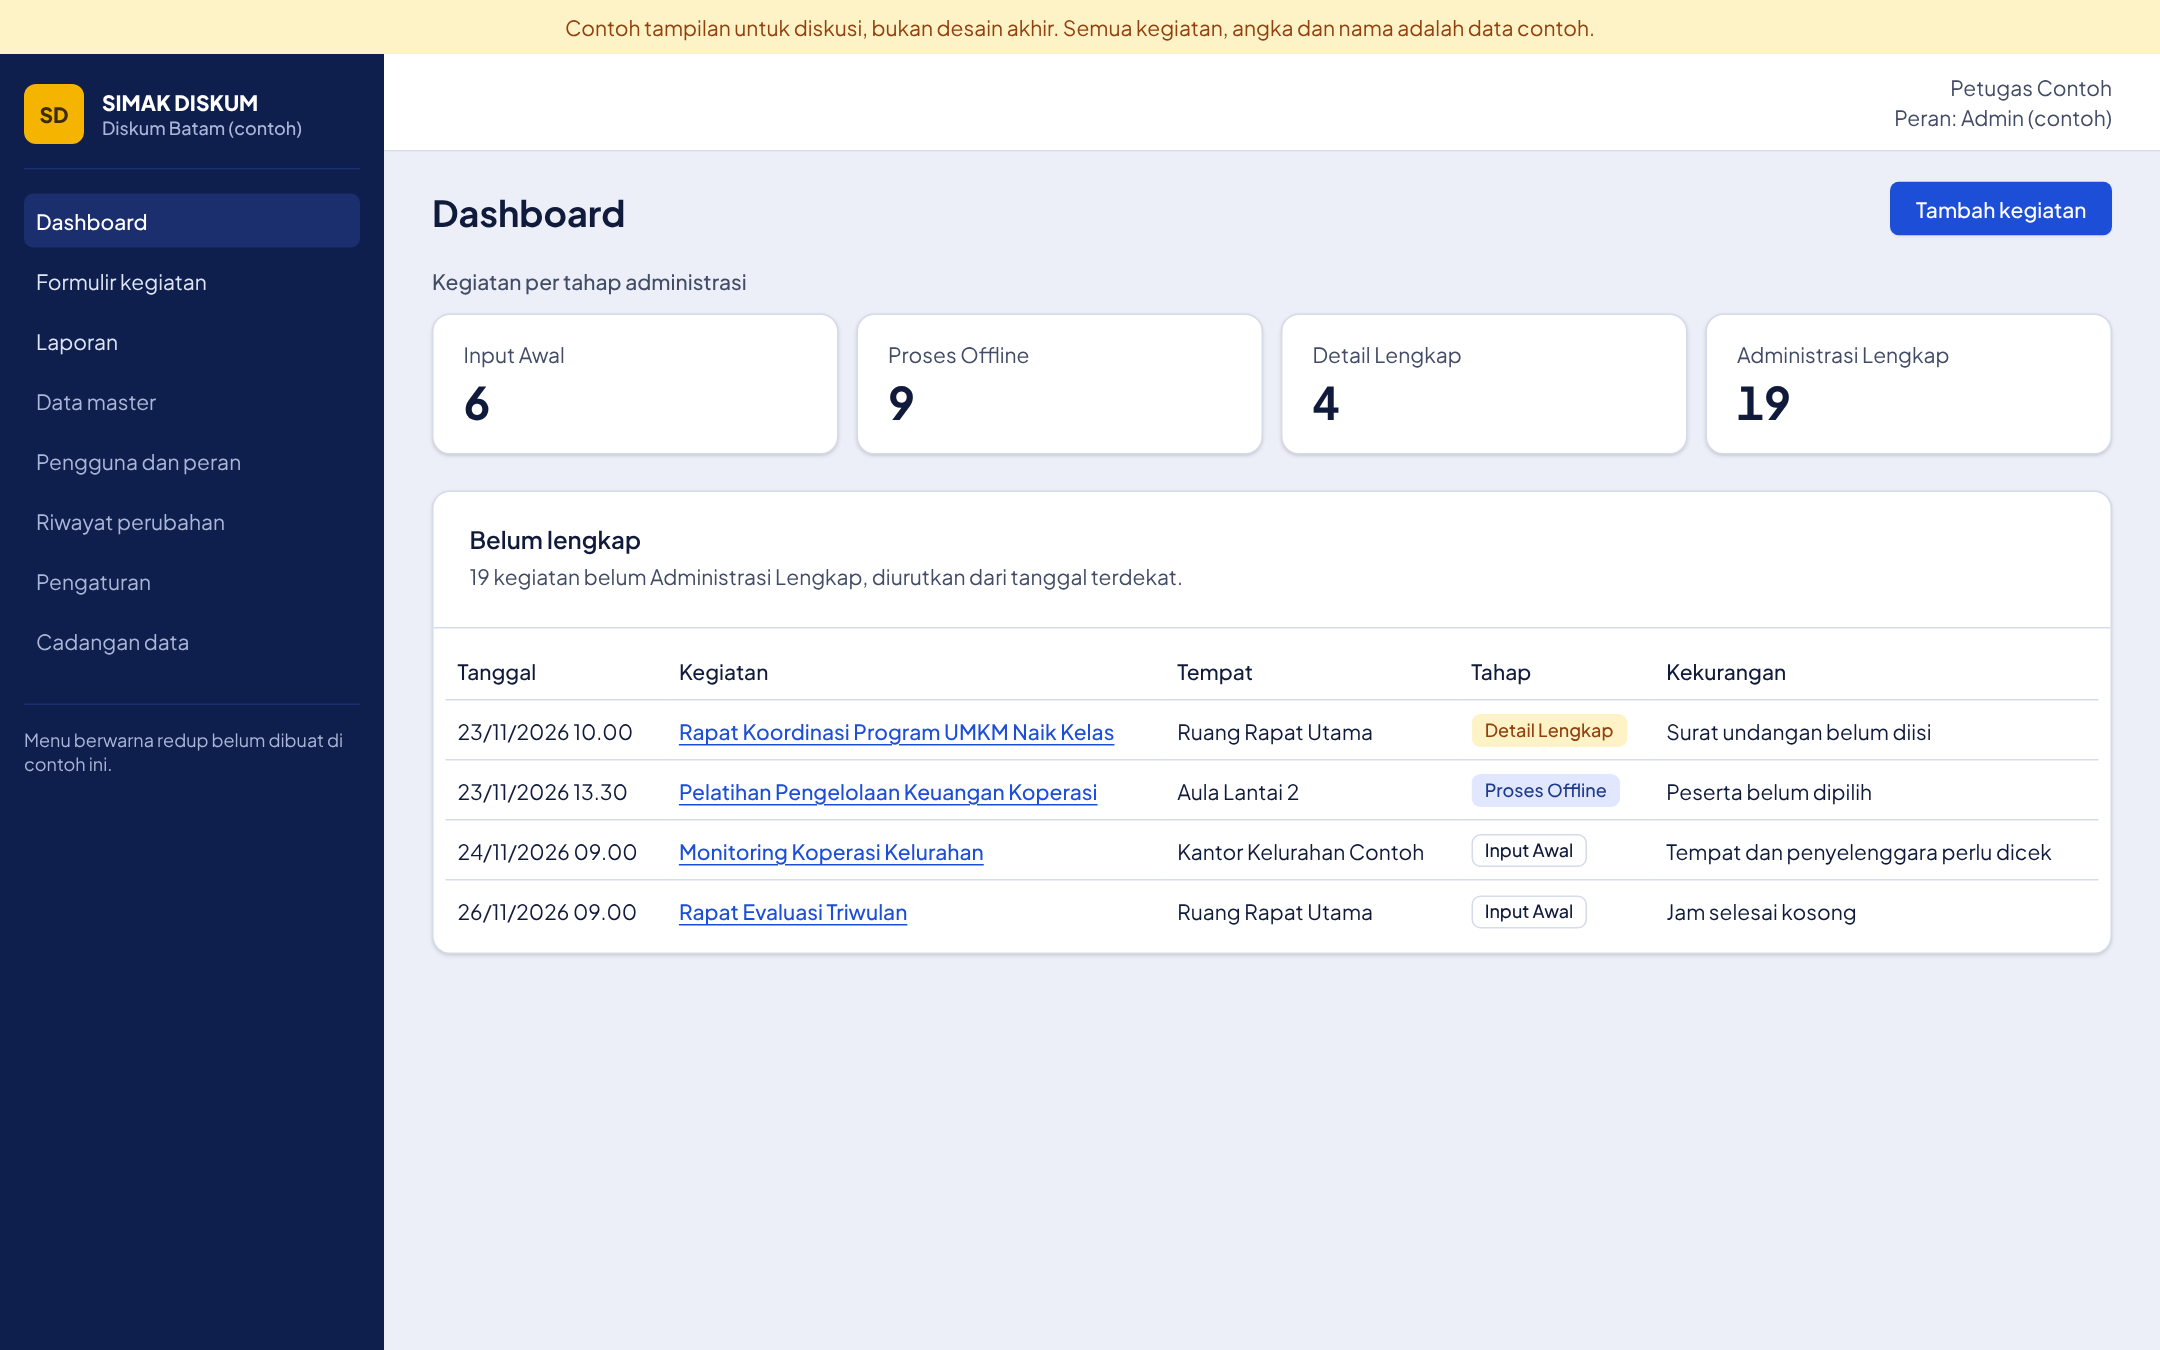 Contoh tampilan untuk diskusi, bukan desain akhir. Semua kegiatan, angka dan nama adalah data contoh.
SD
SIMAK DISKUM
Diskum Batam (contoh)
Dashboard
Formulir kegiatan
Laporan
Data master
Pengguna dan peran
Riwayat perubahan
Pengaturan
Cadangan data
Menu berwarna redup belum dibuat di
contoh ini.
Petugas Contoh
Peran: Admin (contoh)
Dashboard
Tambah kegiatan
Kegiatan per tahap administrasi
Input Awal
6
Proses Offline
9
Detail Lengkap
4
Administrasi Lengkap
19
Belum lengkap
19 kegiatan belum Administrasi Lengkap, diurutkan dari tanggal terdekat.
Tanggal Kegiatan Tempat Tahap Kekurangan
23/11/2026 10.00 Rapat Koordinasi Program UMKM Naik Kelas Ruang Rapat Utama Detail Lengkap Surat undangan belum diisi
23/11/2026 13.30 Pelatihan Pengelolaan Keuangan Koperasi Aula Lantai 2 Proses Offline Peserta belum dipilih
24/11/2026 09.00 Monitoring Koperasi Kelurahan Kantor Kelurahan Contoh Input Awal Tempat dan penyelenggara perlu dicek
26/11/2026 09.00 Rapat Evaluasi Triwulan Ruang Rapat Utama Input Awal Jam selesai kosong